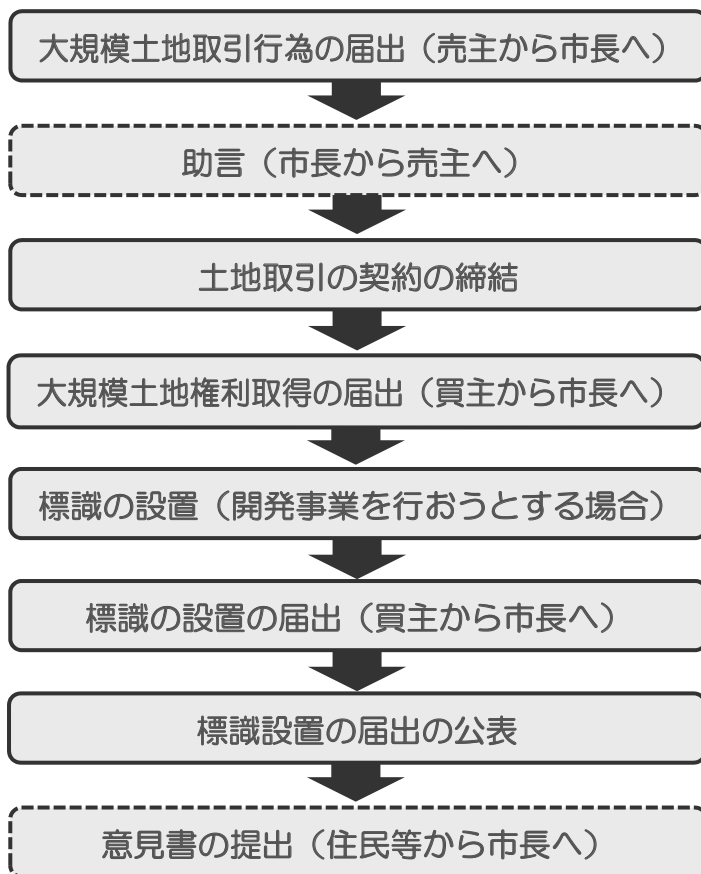 大規模土地取引行為の届出（売主から市長へ）
助言（市長から売主へ）
土地取引の契約の締結
大規模土地権利取得の届出（買主から市長へ）
標識の設置（開発事業を行おうとする場合）
標識の設置の届出（買主から市長へ）
標識設置の届出の公表
意見書の提出（住民等から市長へ）